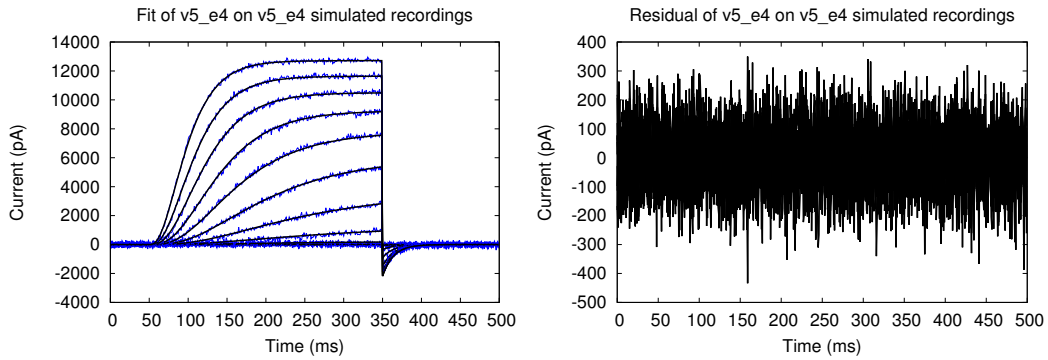 Fit of v5_e4 on v5_e4 simulated recordings
14000
12000
10000
8000
6000
4000
2000
0
-2000
-4000
Current (pA)
0 50 100 150 200 250 300 350 400 450 500
Time (ms)
Residual of v5_e4 on v5_e4 simulated recordings
400
300
200
100
0
-100
-200
-300
-400
-500
Current (pA)
0 50 100 150 200 250 300 350 400 450 500
Time (ms)